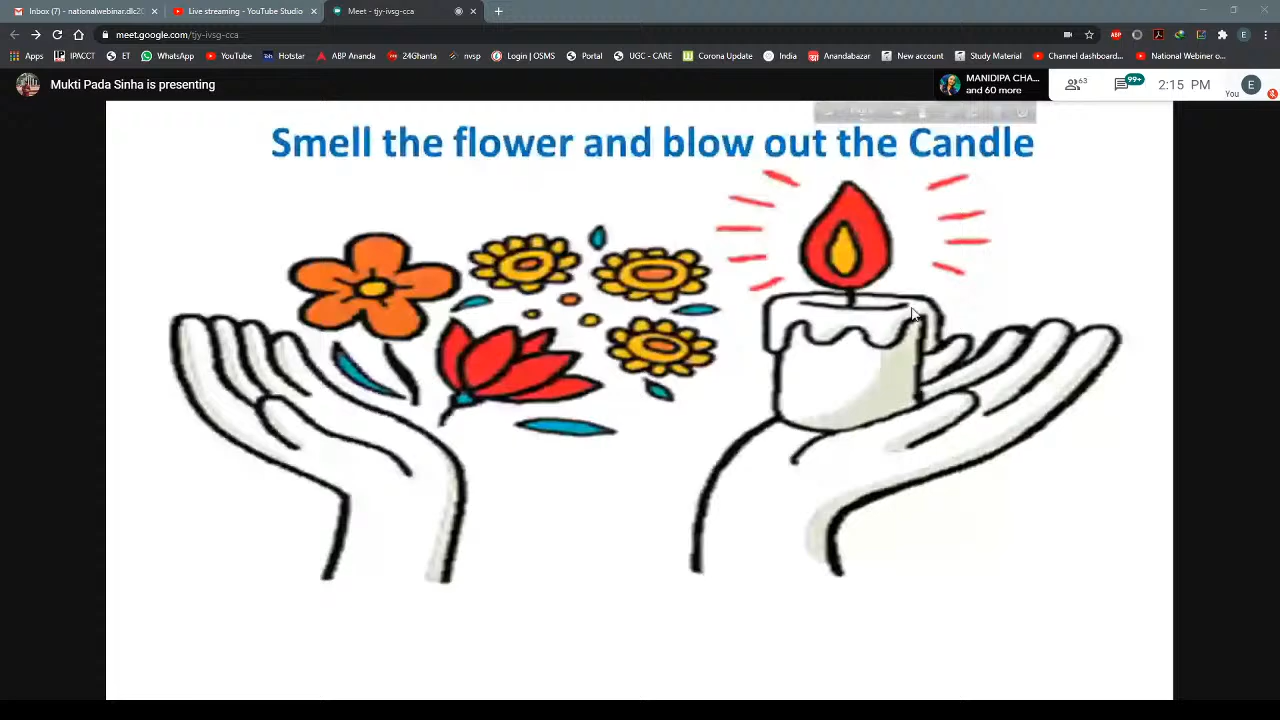 Inbox (7) - nationalwebinar.dlc20
Live streaming - YouTube Studio
Meet - tjy-ivsg-cca
meet.google.com/tjy-ivsg-cca
Apps
IPACCT
FT
WhatsApp
YouTube
Hotstar
ABP Ananda
24Ghanta
nvsp
Login | OSMS
Portal
UGC - CARE
Corona Update
India
Anandabazar
New account
Study Material
Channel dashboard...
National Webinar o...
Mukti Pada Sinha is presenting
MANIDIPA CHA...
and 60 more
63
99+
2:15 PM
You
E
Smell the flower and blow out the Candle